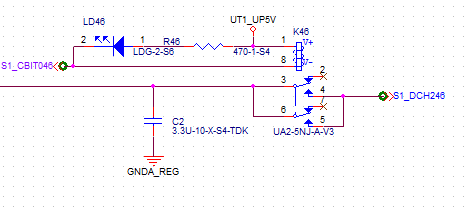 LD46
UT1_UP5V
2
1
R46
K46
1
V+
LDG-2-S6
470-1-S4
8
V-
S1_CBIT046
2
3
4
S1_DCH246
7
6
5
C2
3.3U-10-X-S4-TDK
UA2-5NJ-A-V3
GNDA_REG